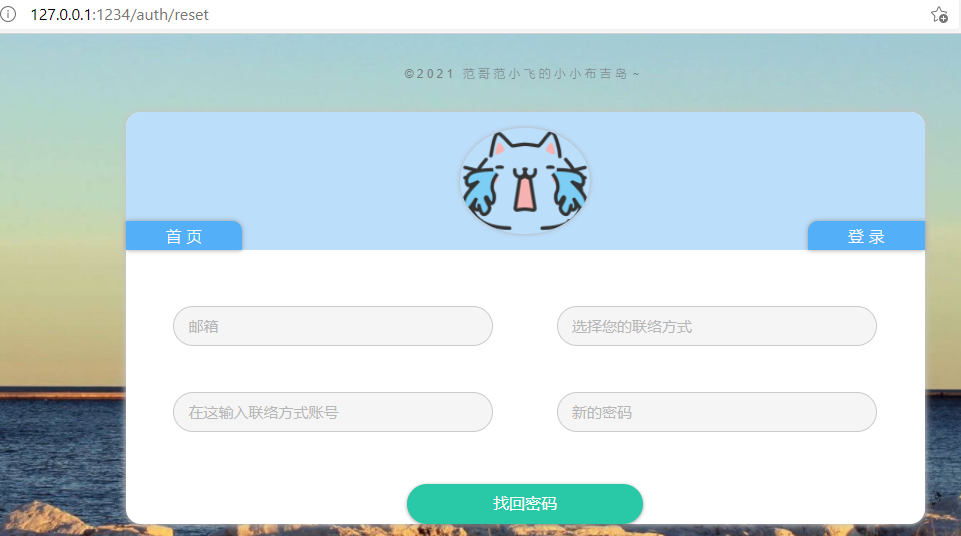 127.0.0.1:1234/auth/reset
©2021 范哥范小飞的小小布吉岛~
首 页
登 录
邮箱
选择您的联络方式
在这输入联络方式账号
新的密码
找回密码